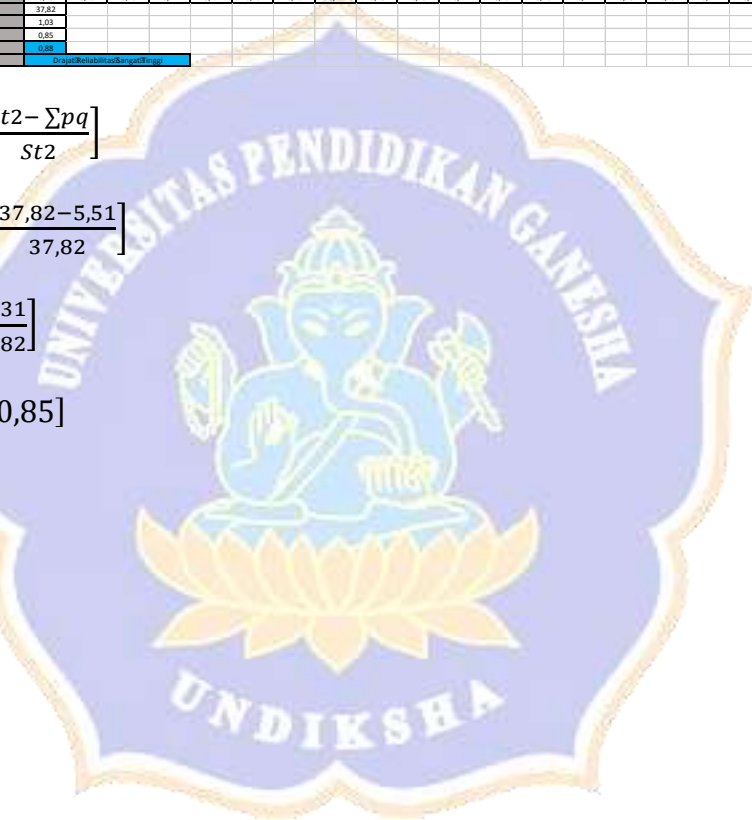 37,82
1,03
0,85
0,88 Drajat Reliabilitas Sangat Tinggi
t2− ∑pq
St2 ]
37,82−5,51
37,82 ]
31
82 ]
0,85]
UNIVERSITAS PENDIDIKAN GANESHA
UNDIKSHA